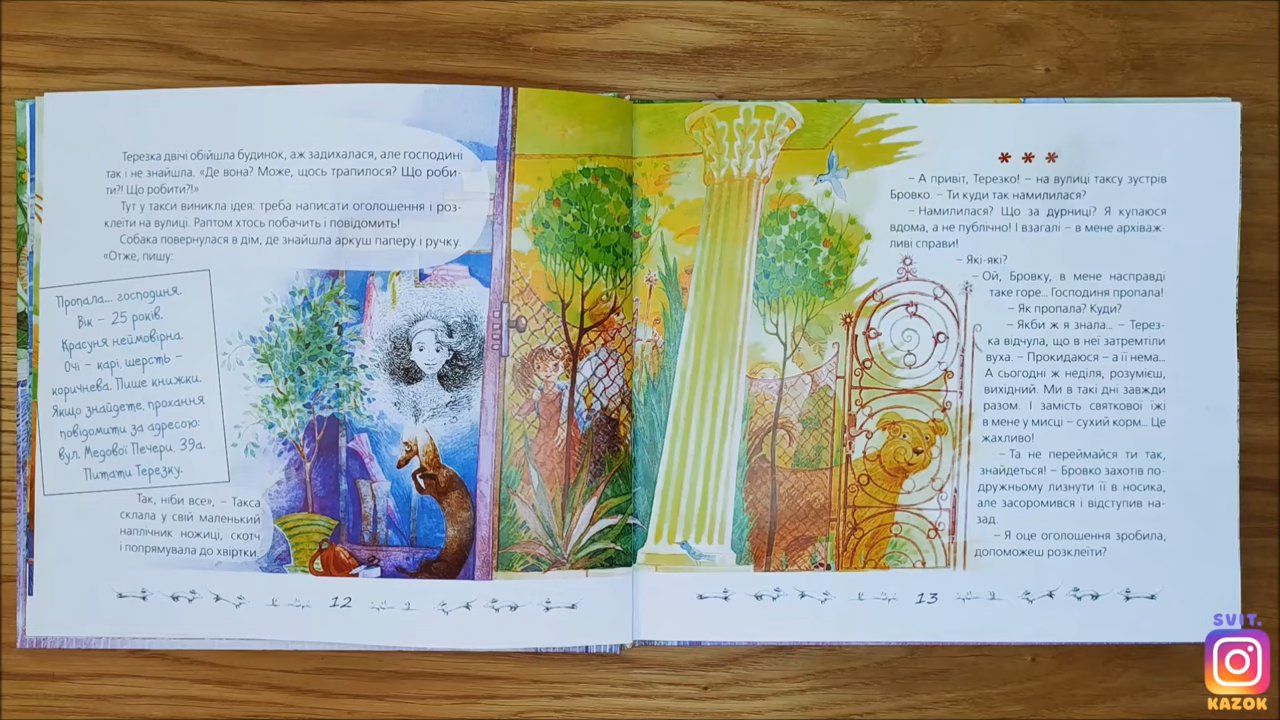 Терезка двічі обійшла будинок, аж задихалася, але господині
так і не знайшла. «Де вона? Може, щось трапилося? Що роби-
ти?! Що робити?!»
Тут у такси виникла ідея: треба написати оголошення і роз-
клеїти на вулиці. Раптом хтось побачить і повідомить!
Собака повернулася в дім, де знайшла аркуш паперу і ручку.
«Отже, пишу:
Пропала... господиня.
Вік – 25 років.
Красуня неймовірна.
Очі – карі, шерсть –
коричнева. Пише книжки.
Якщо знайдете, прохання
повідомити за адресою:
вул. Медової Печери, 39а.
Питати Терезку.
Так, ніби все», – Такса
склала у свій маленький
наплічник ножиці, скотч
і попрямувала до хвіртки.
12
***
– А привіт, Терезко! – на вулиці таксу зустрів
Бровко. – Ти куди так намилилася?
– Намилилася? Що за дурниці? Я купаюся
вдома, а не публічно! І взагалі – в мене архіваж-
ливі справи!
– Які-які?
– Ой, Бровку, в мене насправді
таке горе... Господиня пропала!
– Як пропала? Куди?
– Якби ж я знала... – Терез-
ка відчула, що в неї затремтіли
вуха. – Прокидаюся – а її нема...
А сьогодні ж неділя, розумієш,
вихідний. Ми в такі дні завжди
разом. І замість святкової їжі
в мене у мисці – сухий корм... Це
жахливо!
– Та не переймайся ти так,
знайдеться! – Бровко захотів по-
дружньому лизнути її в носика,
але засоромився і відступив на-
зад.
– Я оце оголошення зробила,
допоможеш розклеїти?
13
SVIT.
KAZOK